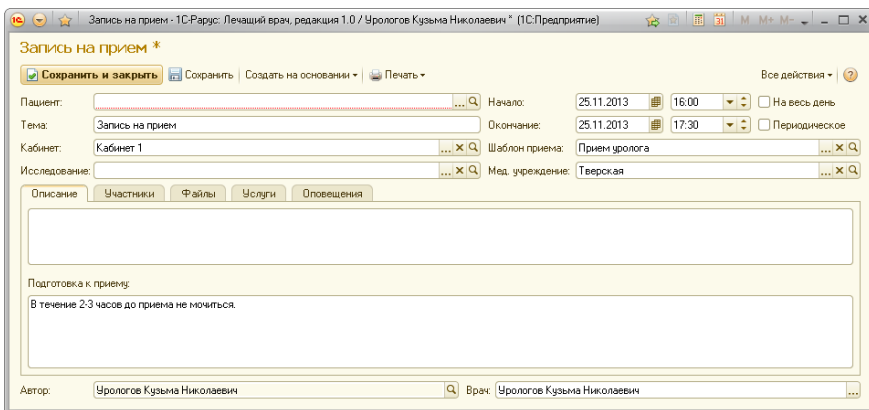 Запись на прием - 1С-Рарус: Лечащий врач, редакция 1.0 / Урологов Кузьма Николаевич * (1С:Предприятие) M M+ M-
Запись на прием *
Сохранить и закрыть Сохранить Создать на основании Печать Все действия
Пациент: Начало: 25.11.2013 16:00 На весь день
Тема: Запись на прием Окончание: 25.11.2013 17:30 Периодическое
Кабинет: Кабинет 1 Шаблон приема: Прием уролога
Исследование: Мед. учреждение: Тверская
Описание Участники Файлы Услуги Оповещения
Подготовка к приему:
В течение 2-3 часов до приема не мочиться.
Автор: Урологов Кузьма Николаевич Врач: Урологов Кузьма Николаевич